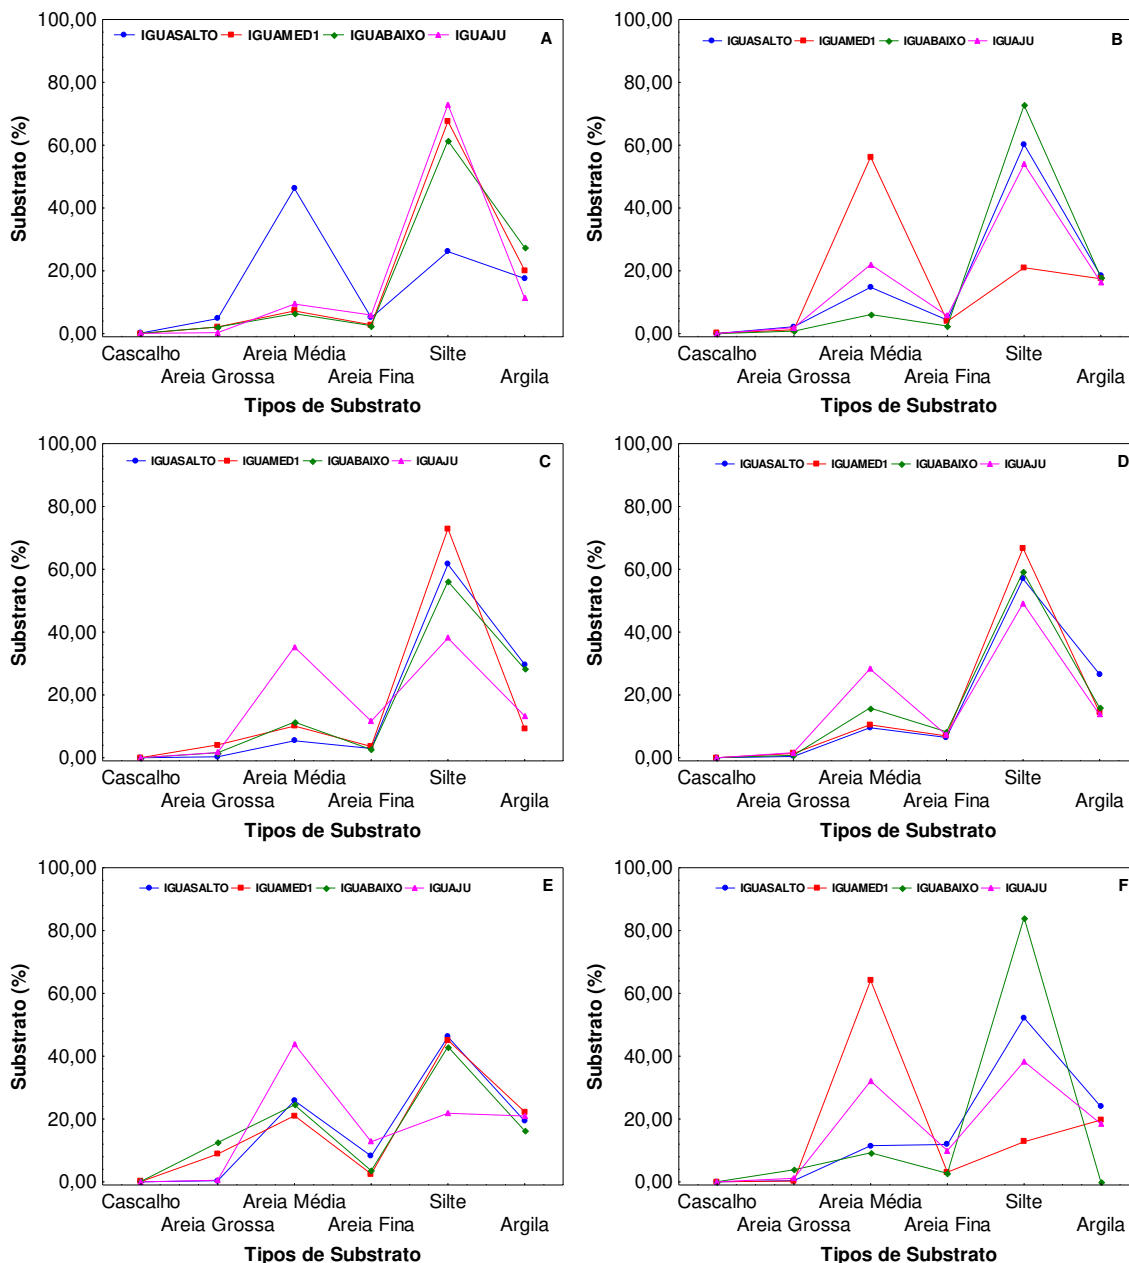 100,00
80,00
60,00
40,00
20,00
0,00
Substrato (%)
IGUASALTO IGUAMED1 IGUABAIXO IGUAJU
A
Cascalho Areia Média Silte
Areia Grossa Areia Fina Argila
Tipos de Substrato
100,00
80,00
60,00
40,00
20,00
0,00
Substrato (%)
IGUASALTO IGUAMED1 IGUABAIXO IGUAJU
B
Cascalho Areia Média Silte
Areia Grossa Areia Fina Argila
Tipos de Substrato
100,00
80,00
60,00
40,00
20,00
0,00
Substrato (%)
IGUASALTO IGUAMED1 IGUABAIXO IGUAJU
C
Cascalho Areia Média Silte
Areia Grossa Areia Fina Argila
Tipos de Substrato
100,00
80,00
60,00
40,00
20,00
0,00
Substrato (%)
IGUASALTO IGUAMED1 IGUABAIXO IGUAJU
D
Cascalho Areia Média Silte
Areia Grossa Areia Fina Argila
Tipos de Substrato
100,00
80,00
60,00
40,00
20,00
0,00
Substrato (%)
IGUASALTO IGUAMED1 IGUABAIXO IGUAJU
E
Cascalho Areia Média Silte
Areia Grossa Areia Fina Argila
Tipos de Substrato
100,00
80,00
60,00
40,00
20,00
0,00
Substrato (%)
IGUASALTO IGUAMED1 IGUABAIXO IGUAJU
F
Cascalho Areia Média Silte
Areia Grossa Areia Fina Argila
Tipos de Substrato